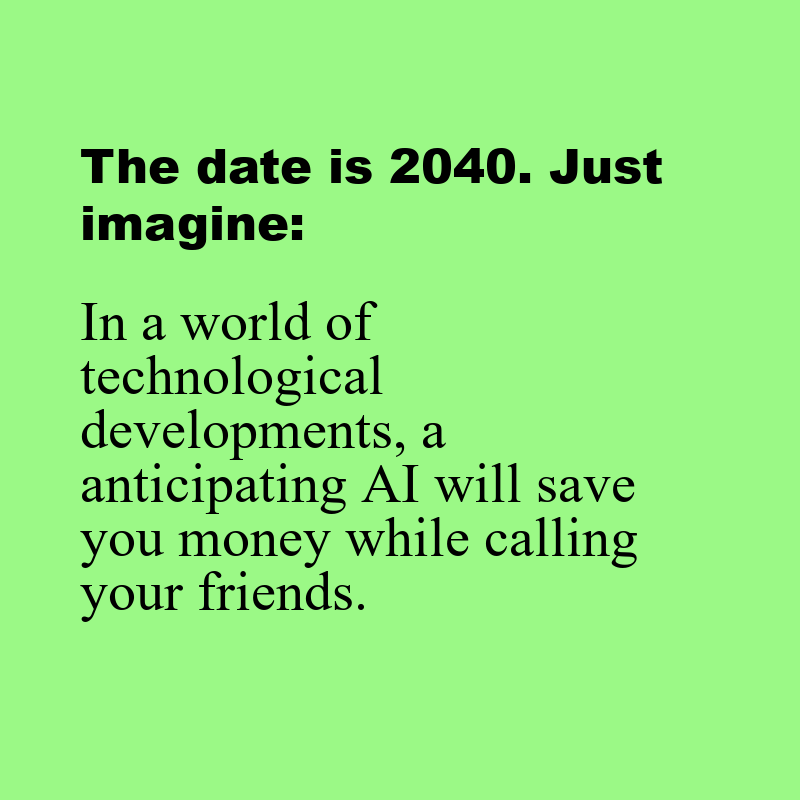 The date is 2040. Just
imagine:
In a world of
technological
developments, a
anticipating AI will save
you money while calling
your friends.